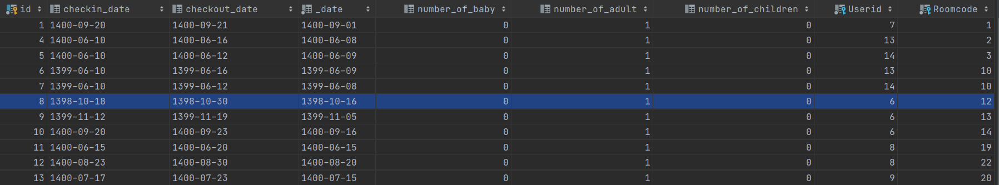 id checkin_date checkout_date _date number_of_baby number_of_adult number_of_children Userid Roomcode
1 1400-09-20 1400-09-21 1400-09-01 0 1 0 7 1
4 1400-06-10 1400-06-16 1400-06-08 0 1 0 13 2
5 1400-06-10 1400-06-12 1400-06-09 0 1 0 14 3
6 1399-06-10 1399-06-16 1399-06-09 0 1 0 13 10
7 1399-06-10 1399-06-12 1399-06-08 0 1 0 14 10
8 1398-10-18 1398-10-30 1398-10-16 0 1 0 6 12
9 1399-11-12 1399-11-19 1399-11-05 0 1 0 6 13
10 1400-09-20 1400-09-23 1400-09-16 0 1 0 6 14
11 1400-06-15 1400-06-20 1400-06-15 0 1 0 8 19
12 1400-08-23 1400-08-30 1400-08-20 0 1 0 8 22
13 1400-07-17 1400-07-23 1400-07-15 0 1 0 9 20